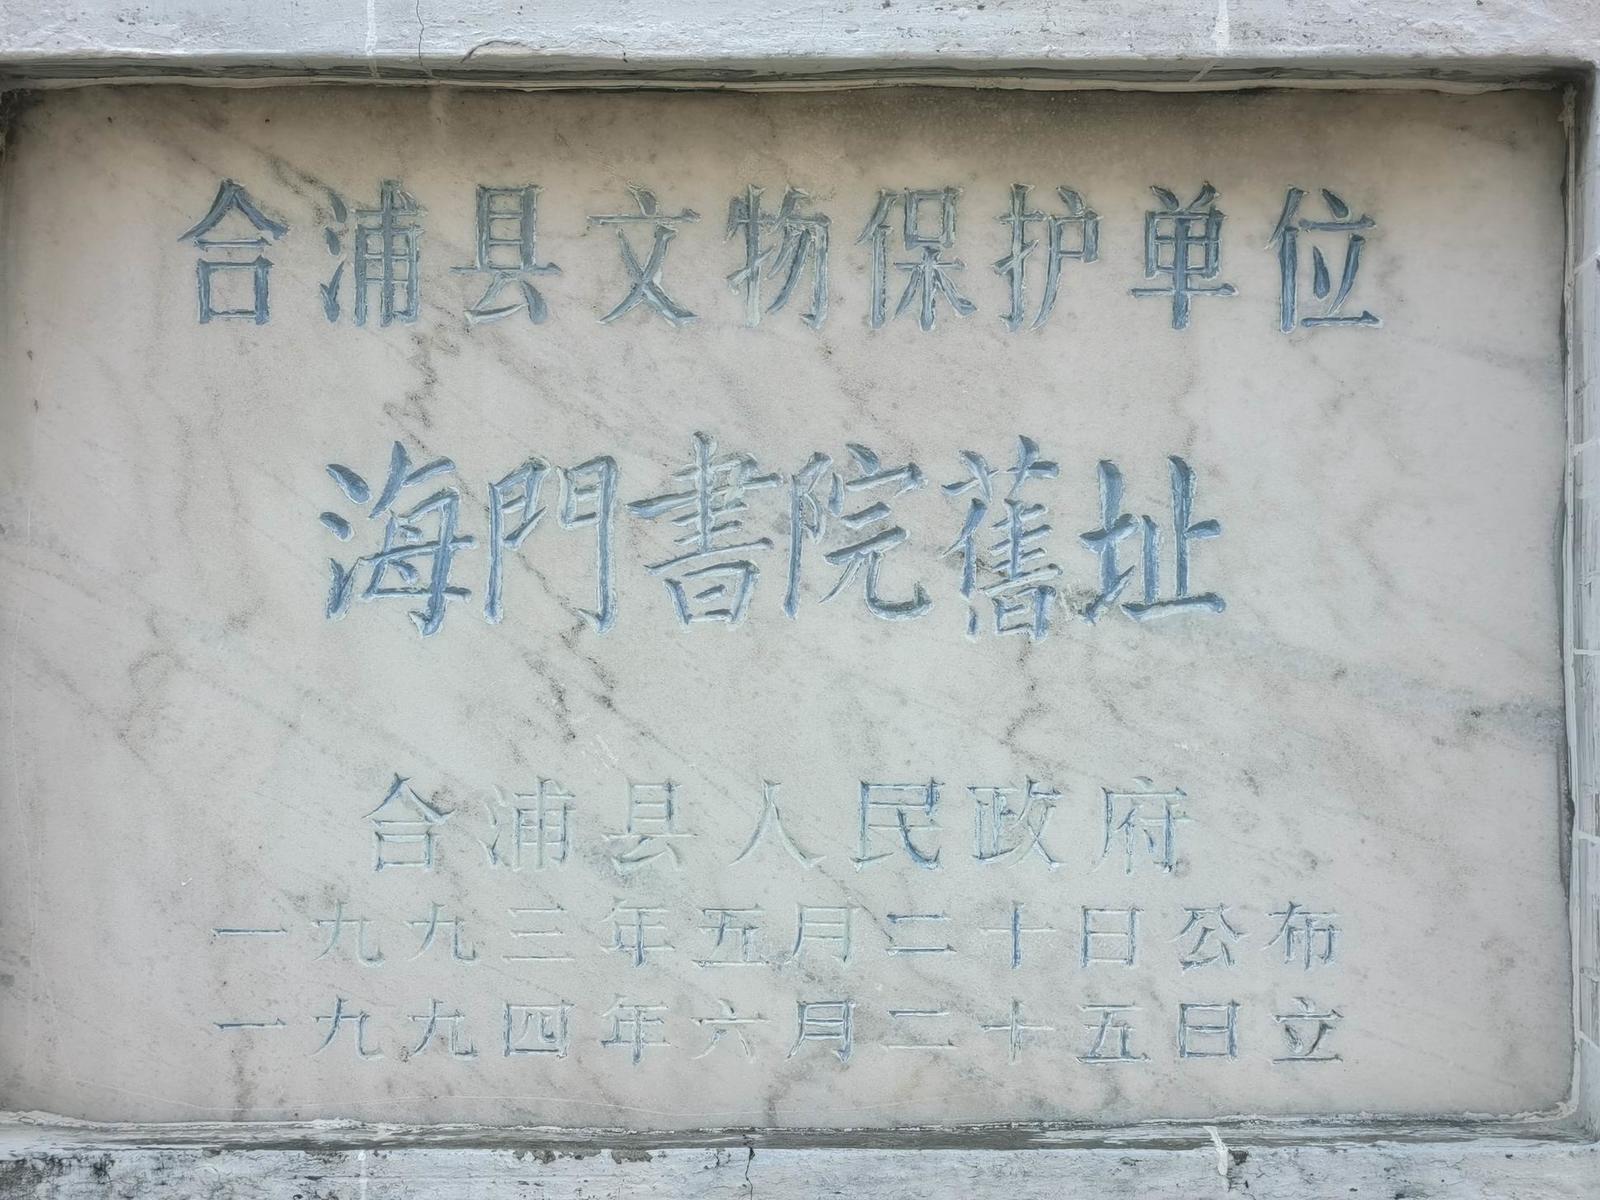 合浦县文物保护单位
海門書院舊址
合浦县人民政府
一九九三年五月二十日公布
一九九四年六月二十五日立